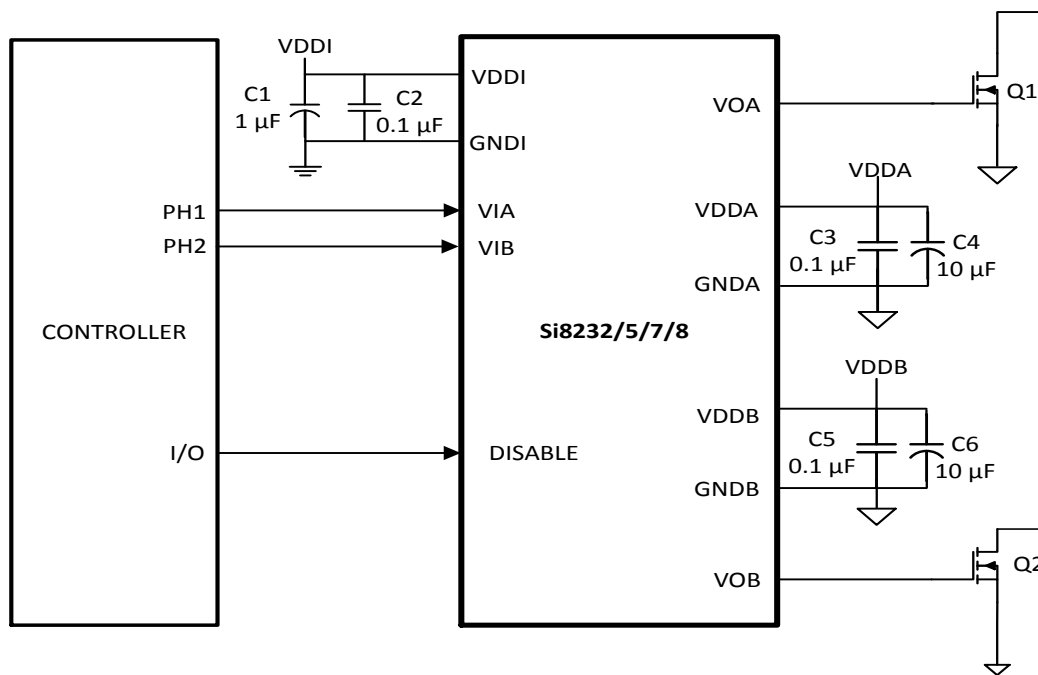 VDDI
C1
1 µF
C2
0.1 µF
VDDI
GNDI
PH1
PH2
VIA
VIB
CONTROLLER
I/O
DISABLE
Si8232/5/7/8
VOA
Q1
VDDA
VDDA
C3
0.1 µF
C4
10 µF
GNDA
VDDB
VDDB
C5
0.1 µF
C6
10 µF
GNDB
VOB
Q2